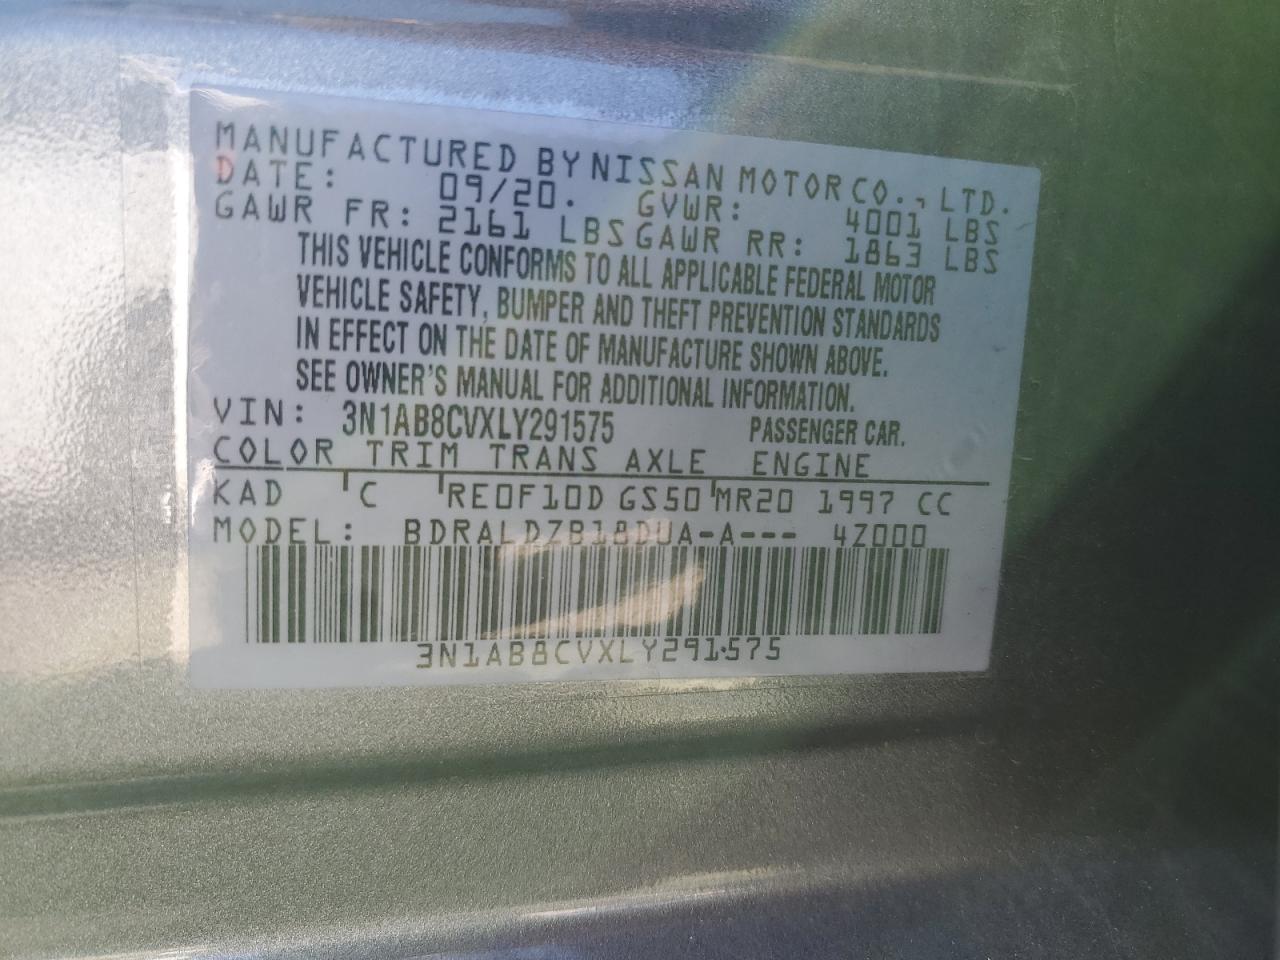 MANUFACTURED BY NISSAN MOTOR CO., LTD.
DATE: 09/20. GVWR: 4001 LBS
GAWR FR: 2161 LBS GAWR RR: 1863 LBS
THIS VEHICLE CONFORMS TO ALL APPLICABLE FEDERAL MOTOR
VEHICLE SAFETY, BUMPER AND THEFT PREVENTION STANDARDS
IN EFFECT ON THE DATE OF MANUFACTURE SHOWN ABOVE.
SEE OWNER'S MANUAL FOR ADDITIONAL INFORMATION.
VIN: 3N1AB8CVXLY291575 PASSENGER CAR.
COLOR TRIM TRANS AXLE ENGINE
KAD C RE0F10D GS50 MR20 1997 CC
MODEL: BDRALDZB18DUA-A--- 4Z000
3N1AB8CVXLY291575